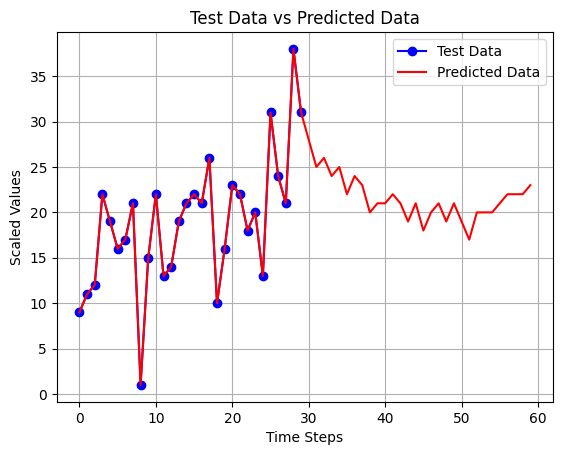 Test Data vs Predicted Data
Test Data
Predicted Data
Scaled Values
35
30
25
20
15
10
5
0
0 10 20 30 40 50 60
Time Steps